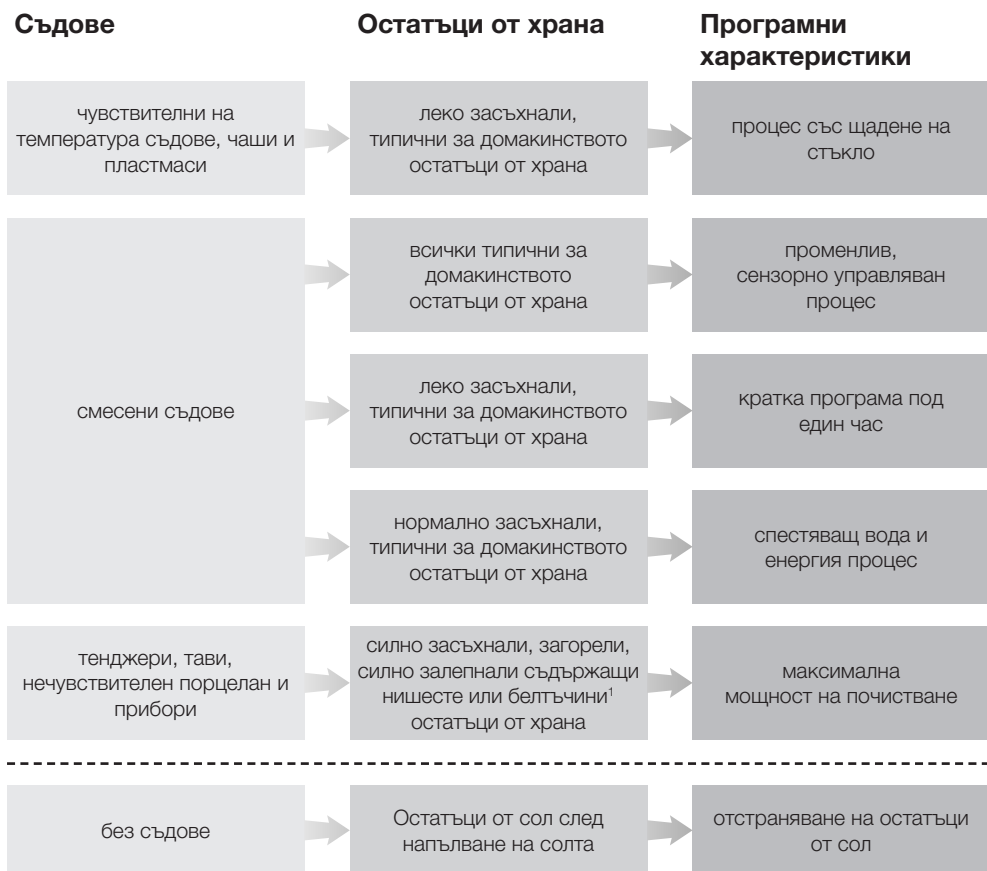 Съдове
Остатъци от храна
Програмни
характеристики
чувствителни на
температура съдове, чаши и
пластмаси
леко засъхнали,
типични за домакинството
остатъци от храна
процес със щадене на
стъкло
смесени съдове
всички типични за
домакинството
остатъци от храна
променлив,
сензорно управляван
процес
леко засъхнали,
типични за домакинството
остатъци от храна
кратка програма под
един час
нормално засъхнали,
типични за домакинството
остатъци от храна
спестяващ вода и
енергия процес
тенджери, тави,
нечувствителен порцелан и
прибори
силно засъхнали, загорели,
силно залепнали съдържащи
нишесте или белтъчини¹
остатъци от храна
максимална
мощност на почистване
без съдове
Остатъци от сол след
напълване на солта
отстраняване на остатъци
от сол